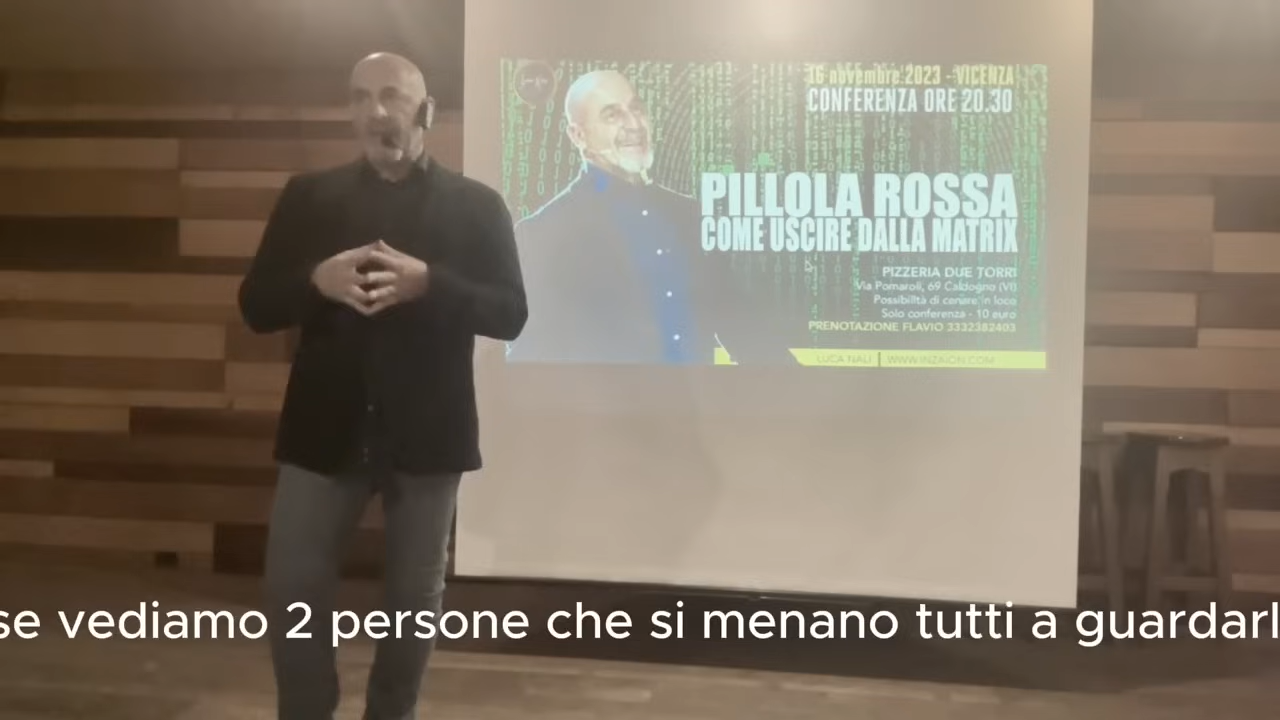 16 novembre 2023 - VICENZA
CONFERENZA ORE 20.30
PILLOLA ROSSA
COME USCIRE DALLA MATRIX
PIZZERIA DUE TORRI
Via Pomaroli, 69 Caldogno (VI)
Possibilità di cenare in loco
Solo conferenza - 10 euro
PRENOTAZIONE FLAVIO 3332382403
LUCA NALI | WWW.INZAION.COM
se vediamo 2 persone che si menano tutti a guardarl